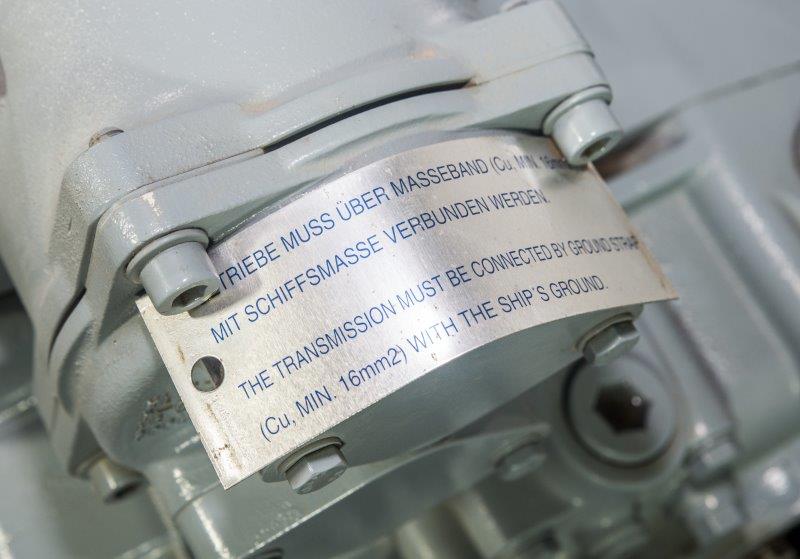 TRIEBE MUSS ÜBER MASSEBAND (Cu, MIN. 16m
MIT SCHIFFSMASSE VERBUNDEN WERDEN.
THE TRANSMISSION MUST BE CONNECTED BY GROUND STRAP
(Cu, MIN. 16mm2) WITH THE SHIP'S GROUND.